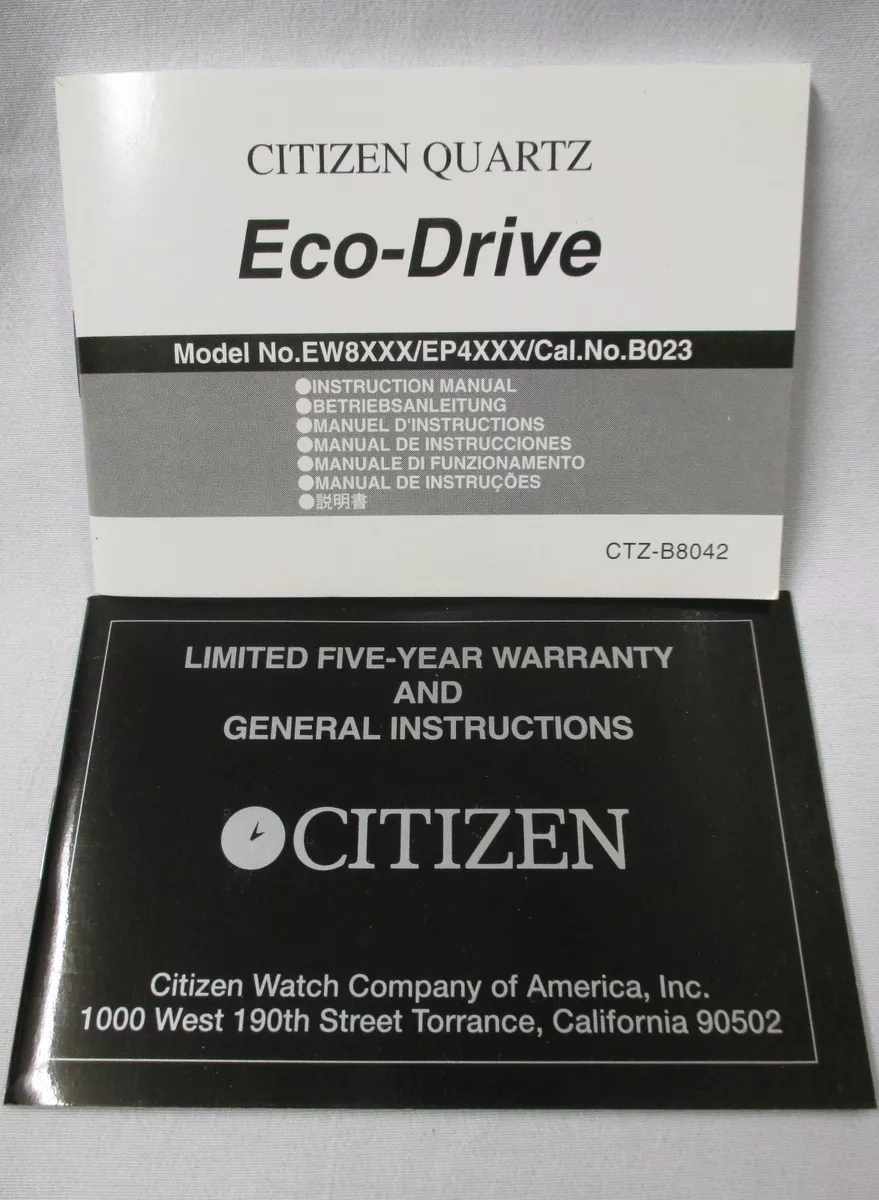 CITIZEN QUARTZ
Eco-Drive
Model No.EW8XXX/EP4XXX/Cal.No.B023
●INSTRUCTION MANUAL
●BETRIEBSANLEITUNG
●MANUEL D'INSTRUCTIONS
●MANUAL DE INSTRUCCIONES
●MANUALE DI FUNZIONAMENTO
●MANUAL DE INSTRUÇÕES
●説明書
CTZ-B8042
LIMITED FIVE-YEAR WARRANTY
AND
GENERAL INSTRUCTIONS
CITIZEN
Citizen Watch Company of America, Inc.
1000 West 190th Street Torrance, California 90502